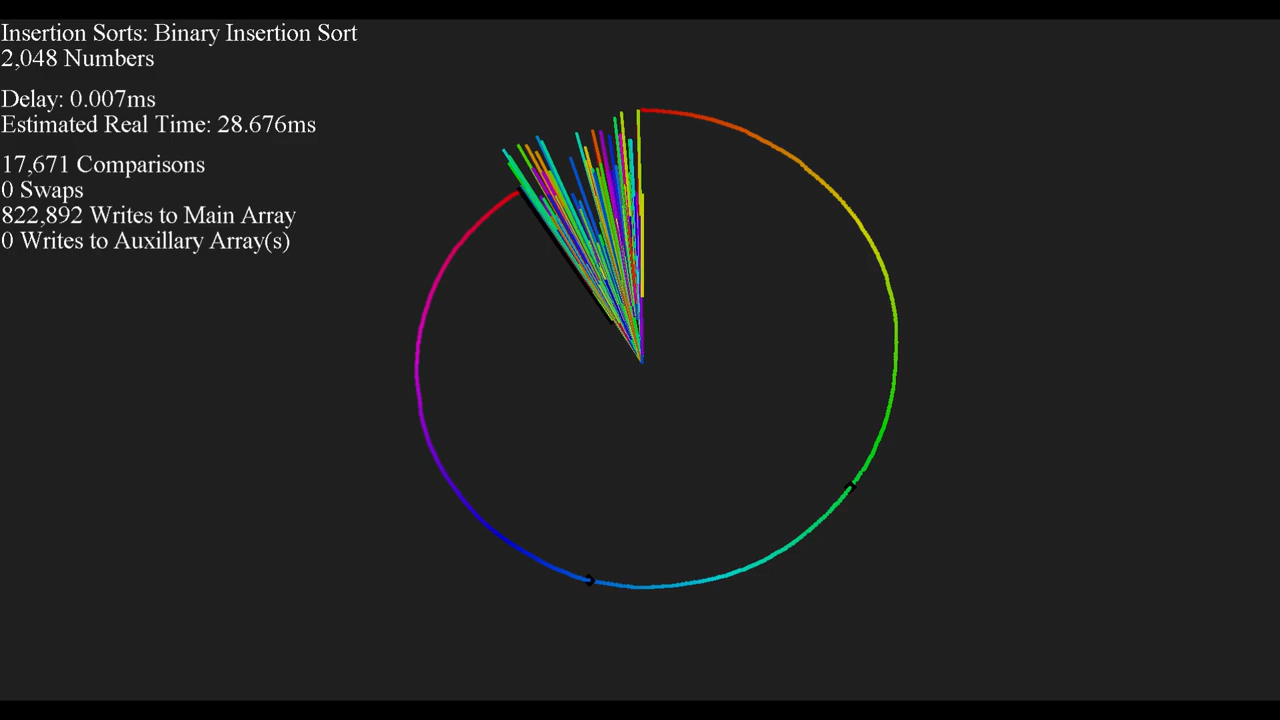 Insertion Sorts: Binary Insertion Sort
2,048 Numbers
Delay: 0.007ms
Estimated Real Time: 28.676ms
17,671 Comparisons
0 Swaps
822,892 Writes to Main Array
0 Writes to Auxillary Array(s)